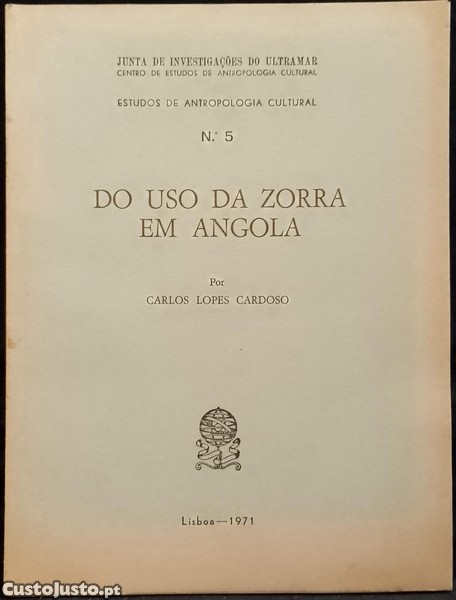 JUNTA DE INVESTIGAÇÕES DO ULTRAMAR
CENTRO DE ESTUDOS DE ANTROPOLOGIA CULTURAL
ESTUDOS DE ANTROPOLOGIA CULTURAL
N.º 5
DO USO DA ZORRA
EM ANGOLA
Por
CARLOS LOPES CARDOSO
Lisboa—1971
CustoJusto.pt